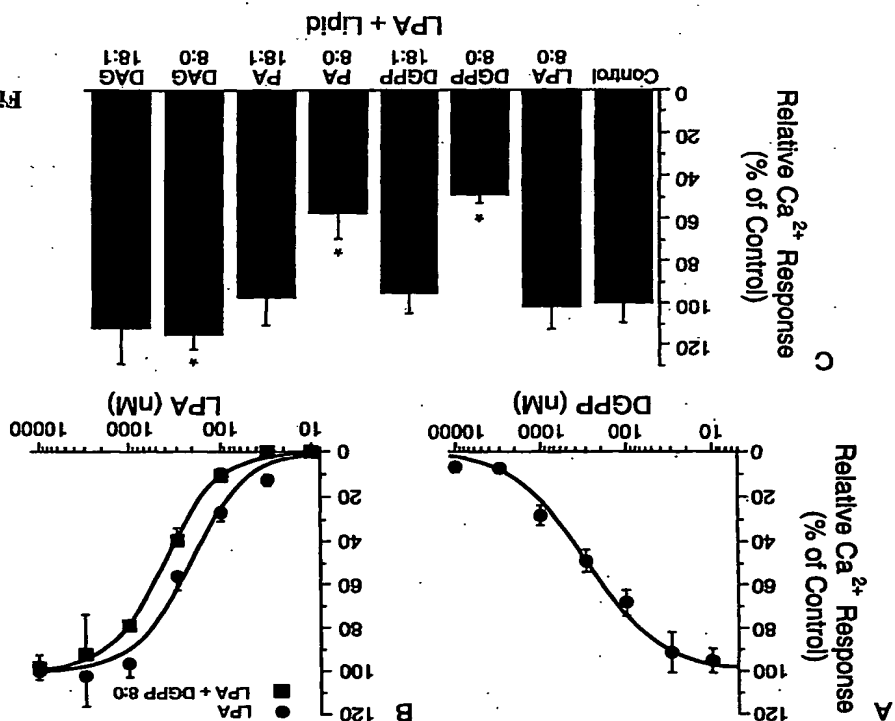 A
Relative Ca2+ Response
(% of Control)
120
100
80
60
40
20
0
10
100
1000
10000
DGPP (nM)
B
LPA
LPA + DGPP 8:0
120
100
80
60
40
20
0
10
100
1000
10000
LPA (nM)
C
Relative Ca2+ Response
(% of Control)
120
100
80
60
40
20
0
*
*
*
Control
LPA
8:0
DGPP
8:0
DGPP
18:1
PA
8:0
PA
18:1
DAG
8:0
DAG
18:1
LPA + Lipid